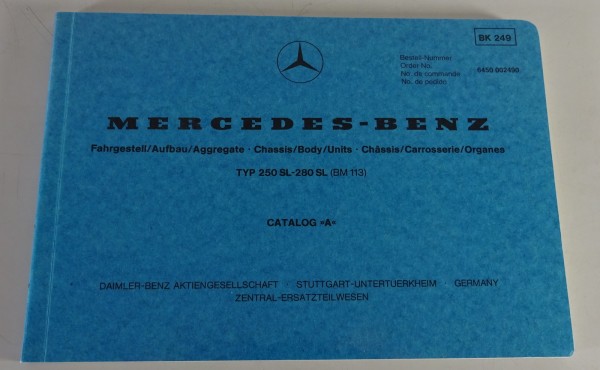 BK 249
Bestell-Nummer
Order No.
No. de commande 6450 002490
No. de pedido
MERCEDES-BENZ
Fahrgestell/Aufbau/Aggregate · Chassis/Body/Units · Châssis/Carrosserie/Organes
TYP 250 SL-280 SL (BM 113)
CATALOG »A«
DAIMLER-BENZ AKTIENGESELLSCHAFT · STUTTGART-UNTERTUERKHEIM · GERMANY
ZENTRAL-ERSATZTEILWESEN